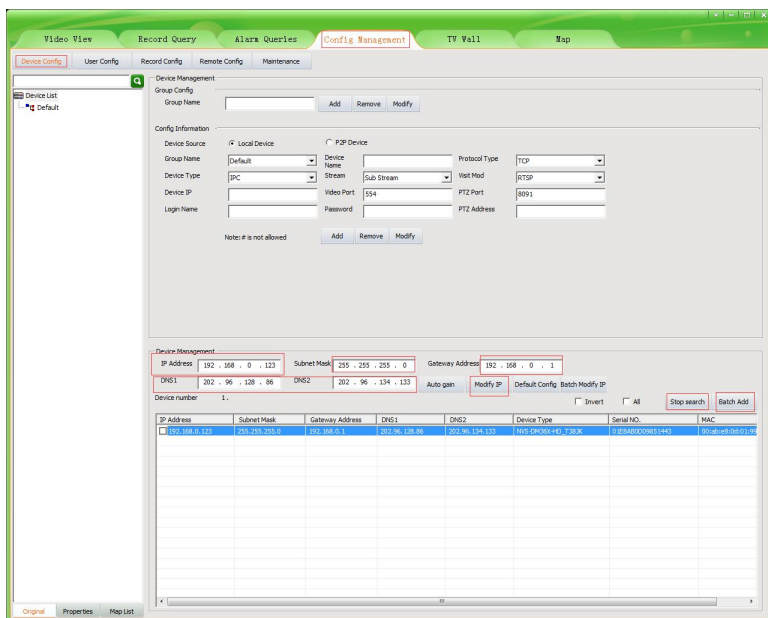 Video View Record Query Alarm Queries Config Management TV Wall Map
Device Config User Config Record Config Remote Config Maintenance
Device List
Default
Device Management
Group Config
Group Name Add Remove Modify
Config Information
Device Source Local Device P2P Device
Group Name Default Device Name Protocol Type TCP
Device Type IPC Stream Sub Stream Visit Mod RTSP
Device IP Video Port 554 PTZ Port 8091
Login Name Password PTZ Address
Note: # is not allowed Add Remove Modify
Device Management
IP Address 192 . 168 . 0 . 123 Subnet Mask 255 . 255 . 255 . 0 Gateway Address 192 . 168 . 0 . 1
DNS1 202 . 96 . 128 . 86 DNS2 202 . 96 . 134 . 133 Auto gain Modify IP Default Config Batch Modify IP
Device number 1. Invert All Stop search Batch Add
IP Address Subnet Mask Gateway Address DNS1 DNS2 Device Type Serial NO. MAC
192.168.0.123 255.255.255.0 192.168.0.1 202.96.128.86 202.96.134.133 NVS-DM36X-HD_T38JK 01E8AB0D09851443 00:ab:e8:0d:01:99
Original Properties Map List